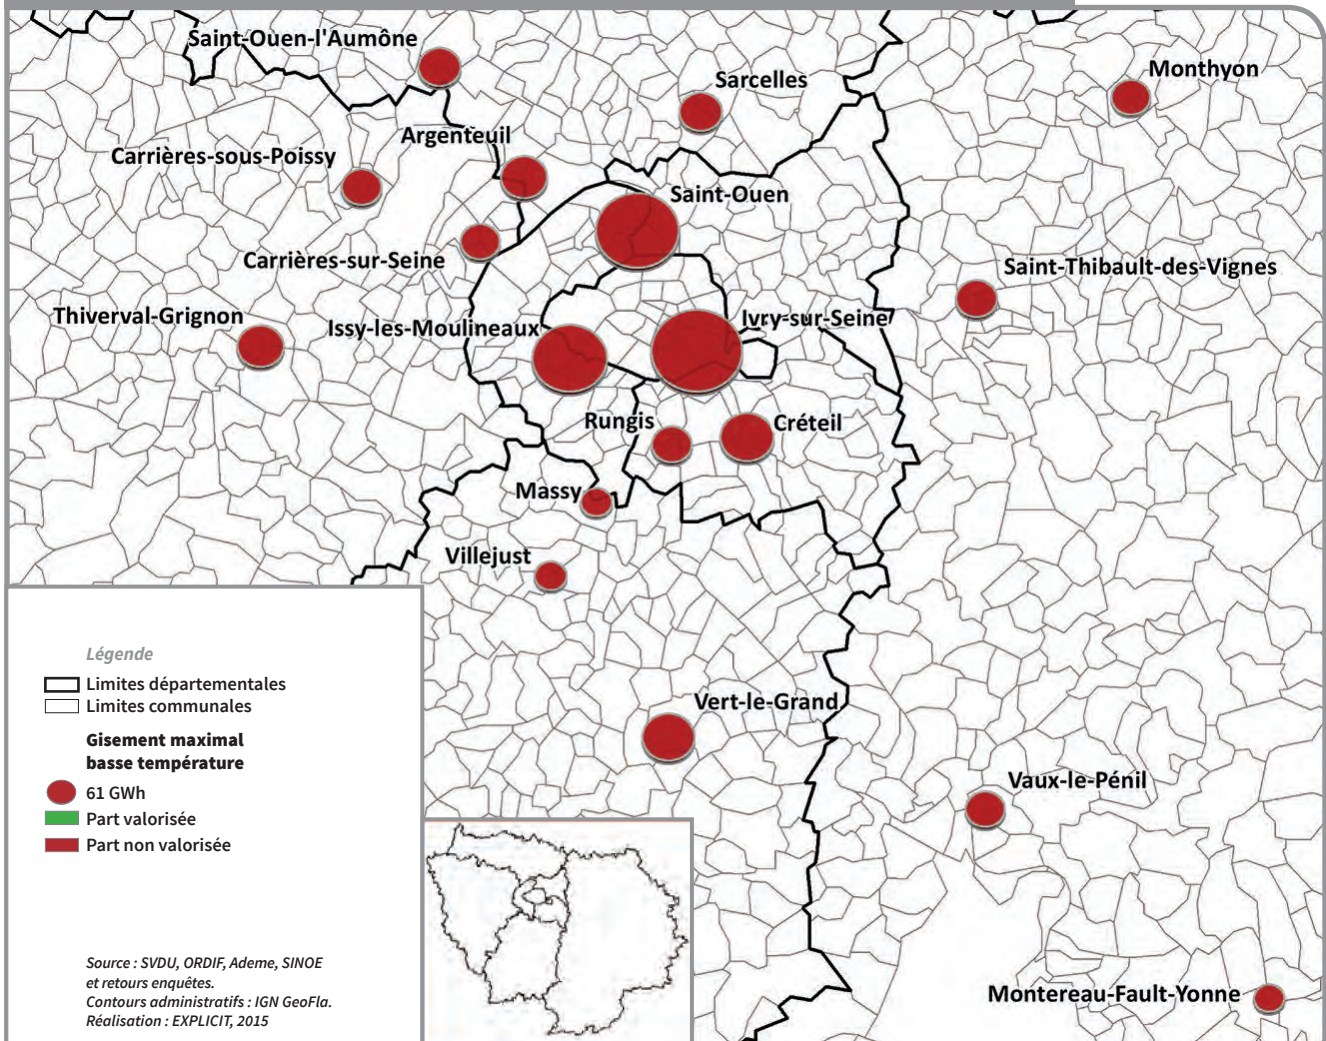 Saint-Ouen-l'Aumône
Sarcelles
Monthyon
Argenteuil
Carrières-sous-Poissy
Saint-Ouen
Carrières-sur-Seine
Saint-Thibault-des-Vignes
Thiverval-Grignon
Issy-les-Moulineaux
Ivry-sur-Seine
Rungis
Créteil
Massy
Villejust
Vert-le-Grand
Vaux-le-Pénil
Montereau-Fault-Yonne
Légende
Limites départementales
Limites communales
Gisement maximal
basse température
61 GWh
Part valorisée
Part non valorisée
Source : SVDU, ORDIF, Ademe, SINOE
et retours enquêtes.
Contours administratifs : IGN GeoFla.
Réalisation : EXPLICIT, 2015